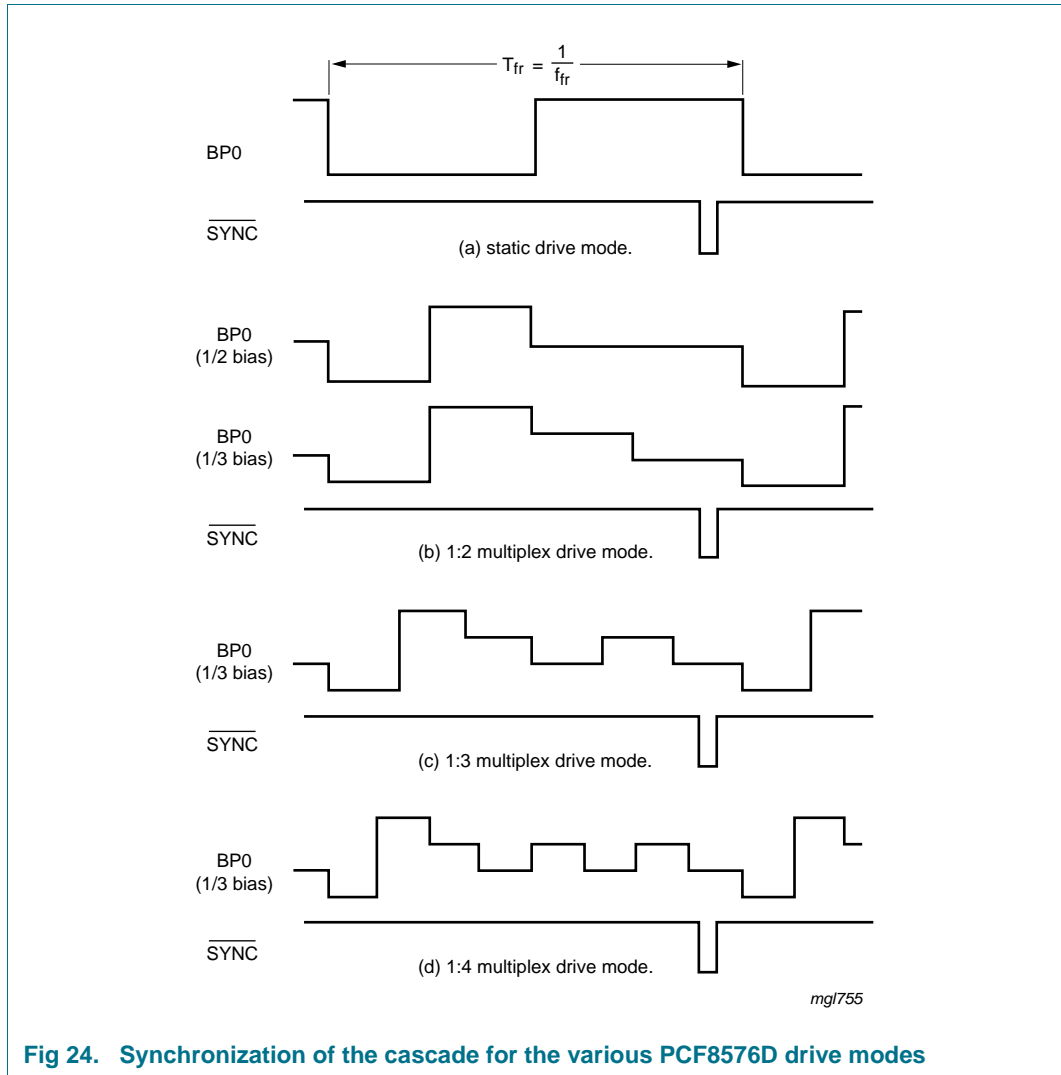 T_fr = 1/f_fr
BP0
SYNC
(a) static drive mode.
BP0
(1/2 bias)
BP0
(1/3 bias)
SYNC
(b) 1:2 multiplex drive mode.
BP0
(1/3 bias)
SYNC
(c) 1:3 multiplex drive mode.
BP0
(1/3 bias)
SYNC
(d) 1:4 multiplex drive mode.
mgl755
Fig 24. Synchronization of the cascade for the various PCF8576D drive modes